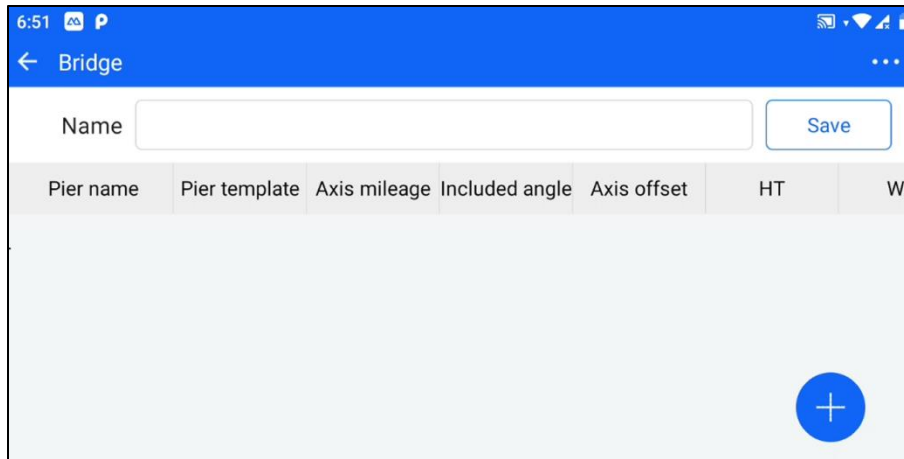 6:51 P
Bridge
Name Save
Pier name Pier template Axis mileage Included angle Axis offset HT W